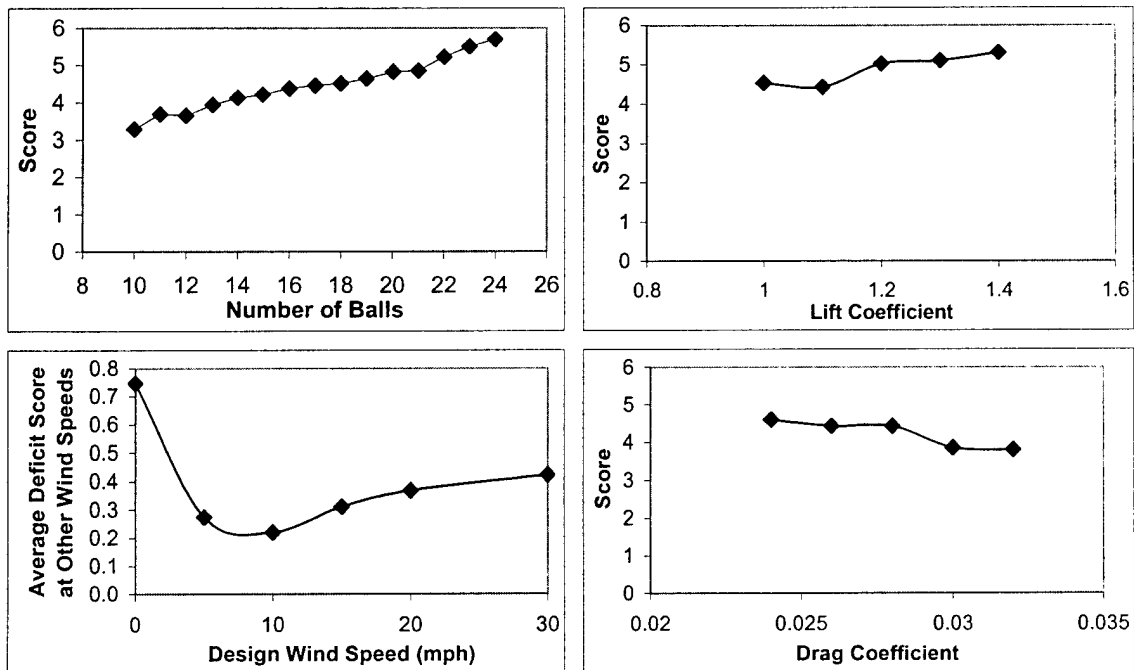 6
5
4
3
2
1
0
Score
8 10 12 14 16 18 20 22 24 26
Number of Balls
6
5
4
3
2
1
0
Score
0.8 1 1.2 1.4 1.6
Lift Coefficient
0.8
0.7
0.6
0.5
0.4
0.3
0.2
0.1
0.0
Average Deficit Score
at Other Wind Speeds
0 10 20 30
Design Wind Speed (mph)
6
5
4
3
2
1
0
Score
0.02 0.025 0.03 0.035
Drag Coefficient